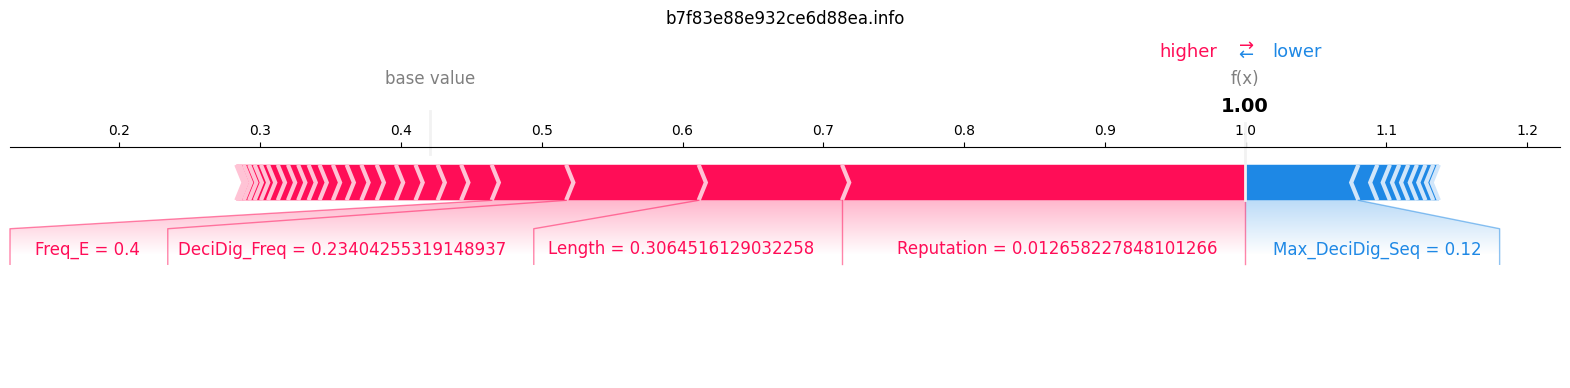 b7f83e88e932ce6d88ea.info
higher → ← lower
base value f(x)
1.00
0.2 0.3 0.4 0.5 0.6 0.7 0.8 0.9 1.0 1.1 1.2
Freq_E = 0.4 DeciDig_Freq = 0.23404255319148937 Length = 0.3064516129032258 Reputation = 0.012658227848101266 Max_DeciDig_Seq = 0.12